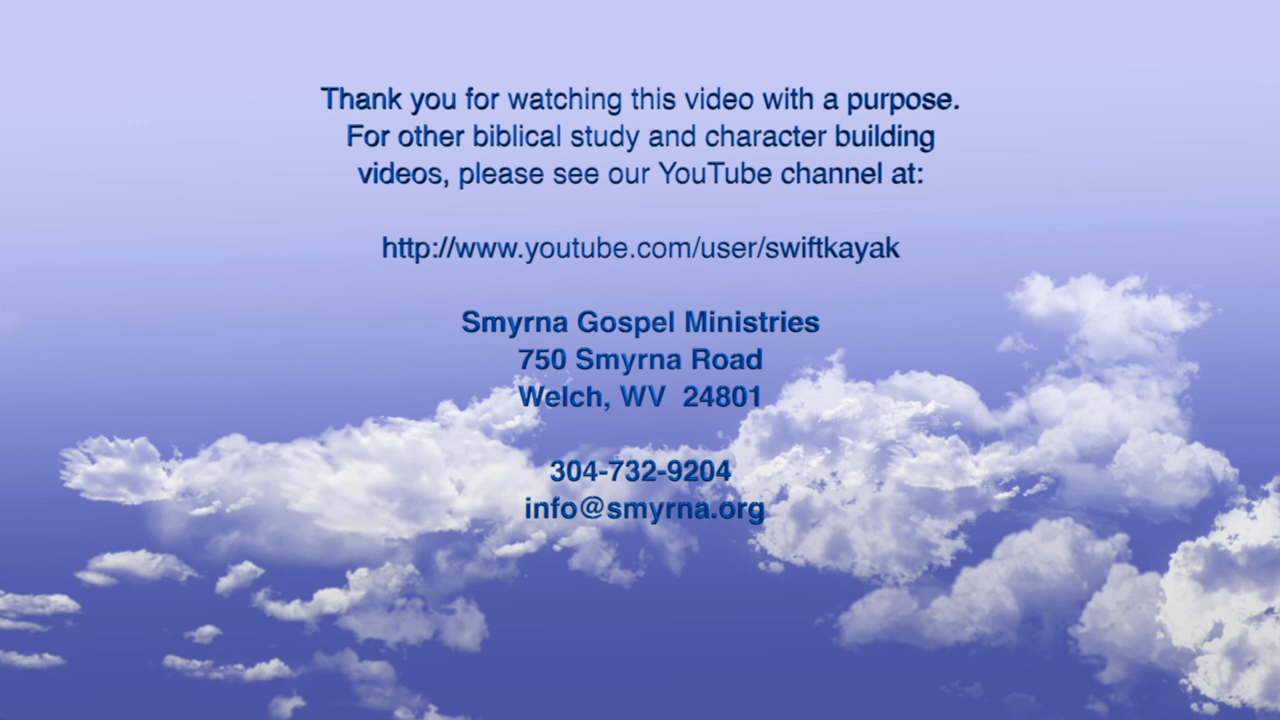 Thank you for watching this video with a purpose.
For other biblical study and character building
videos, please see our YouTube channel at:
http://www.youtube.com/user/swiftkayak
Smyrna Gospel Ministries
750 Smyrna Road
Welch, WV  24801
304-732-9204
info@smyrna.org